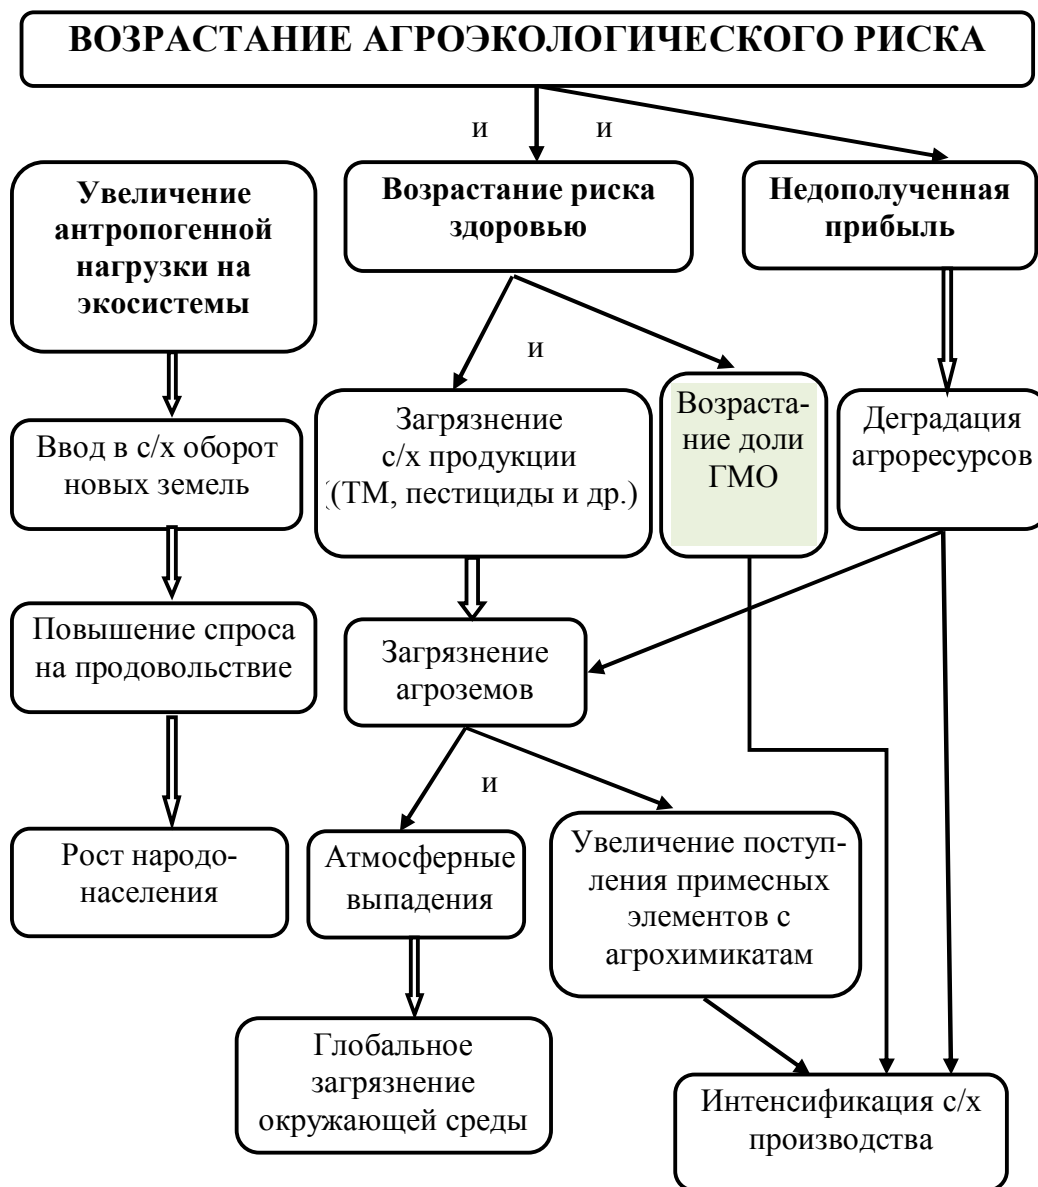 ВОЗРАСТАНИЕ АГРОЭКОЛОГИЧЕСКОГО РИСКА
и
и
Увеличение
антропогенной
нагрузки на
экосистемы
Возрастание риска
здоровью
Недополученная
прибыль
и
Ввод в с/х оборот
новых земель
Загрязнение
с/х продукции
((ТМ, пестициды и др.)
Возраста-
ние доли
ГМО
Деградация
агроресурсов
Повышение спроса
на продовольствие
Загрязнение
агроземов
и
Рост народо-
населения
Атмосферные
выпадения
Увеличение поступ-
ления примесных
элементов с
агрохимикатам
Глобальное
загрязнение
окружающей среды
Интенсификация с/х
производства